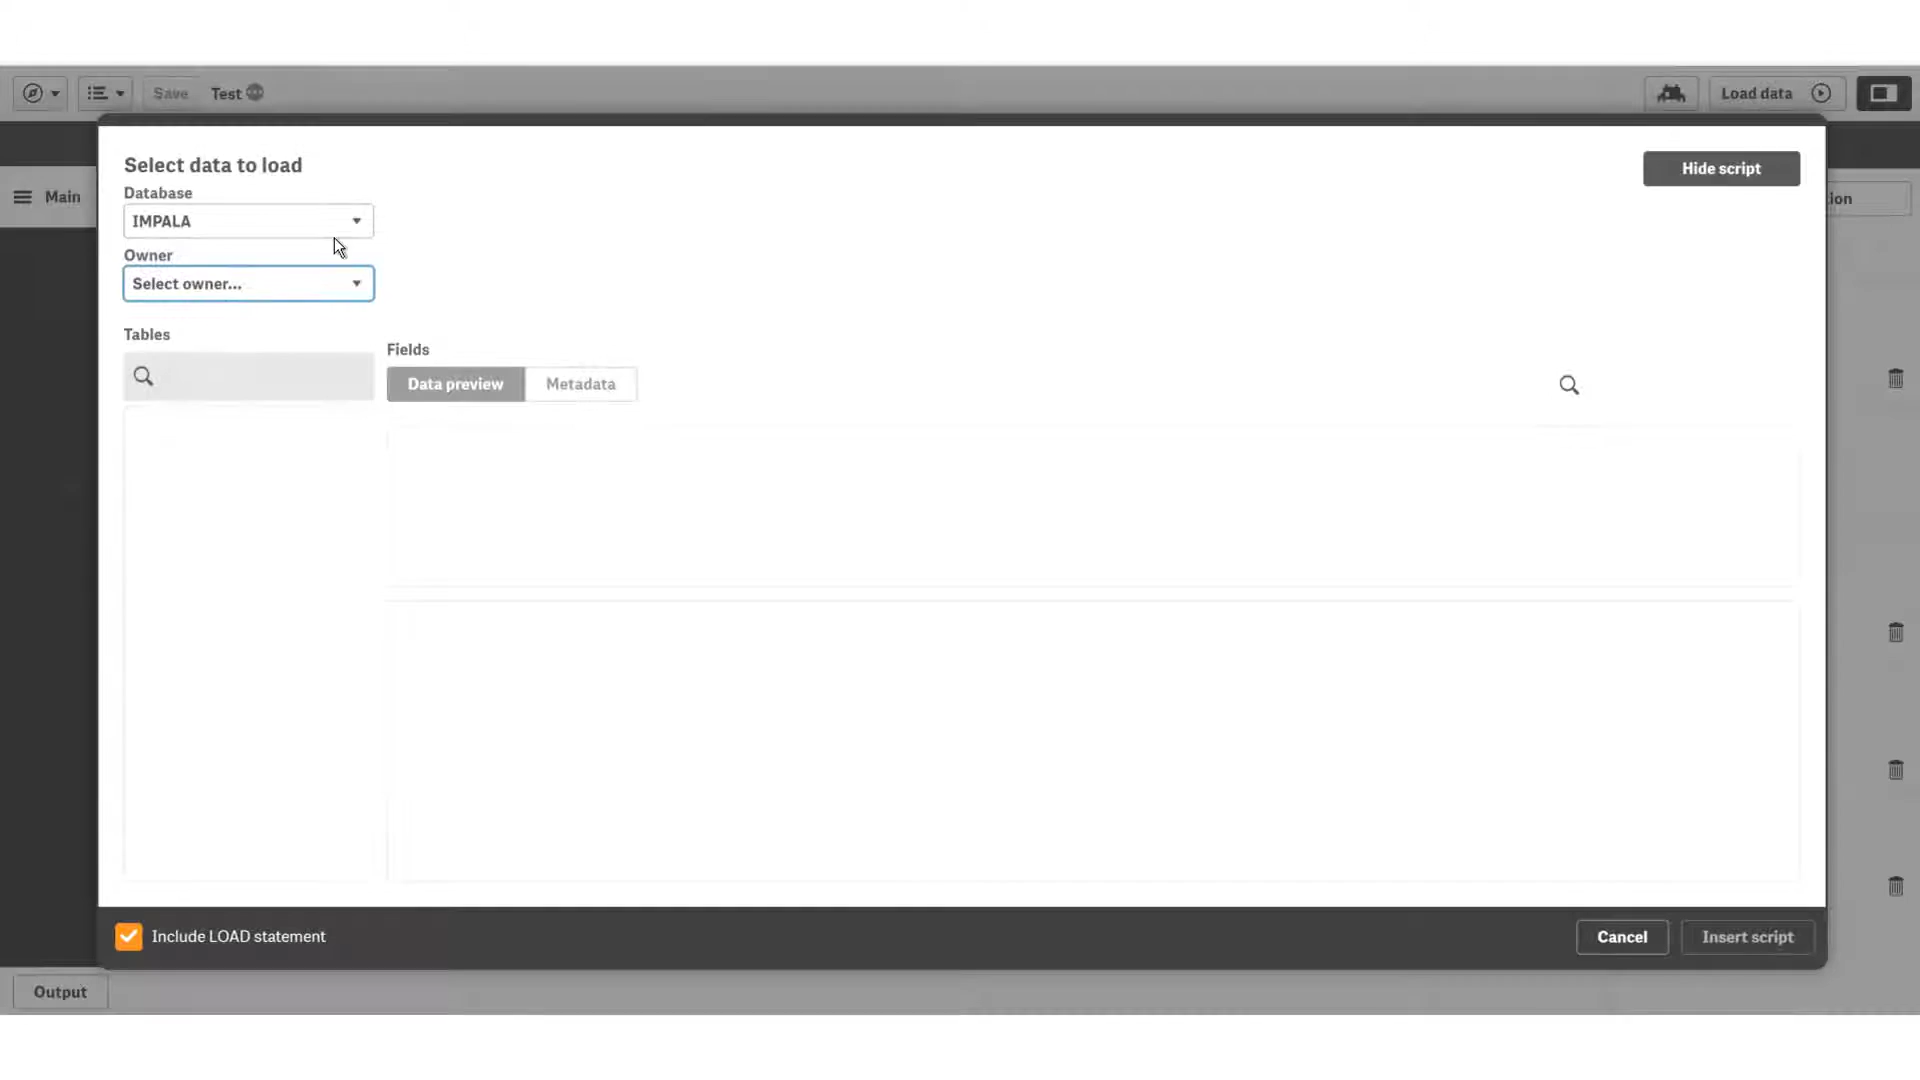 Save
Test
Load data
Main
ion
Select data to load
Hide script
Database
IMPALA
Owner
Select owner...
Tables
Fields
Data preview
Metadata
Include LOAD statement
Cancel
Insert script
Output